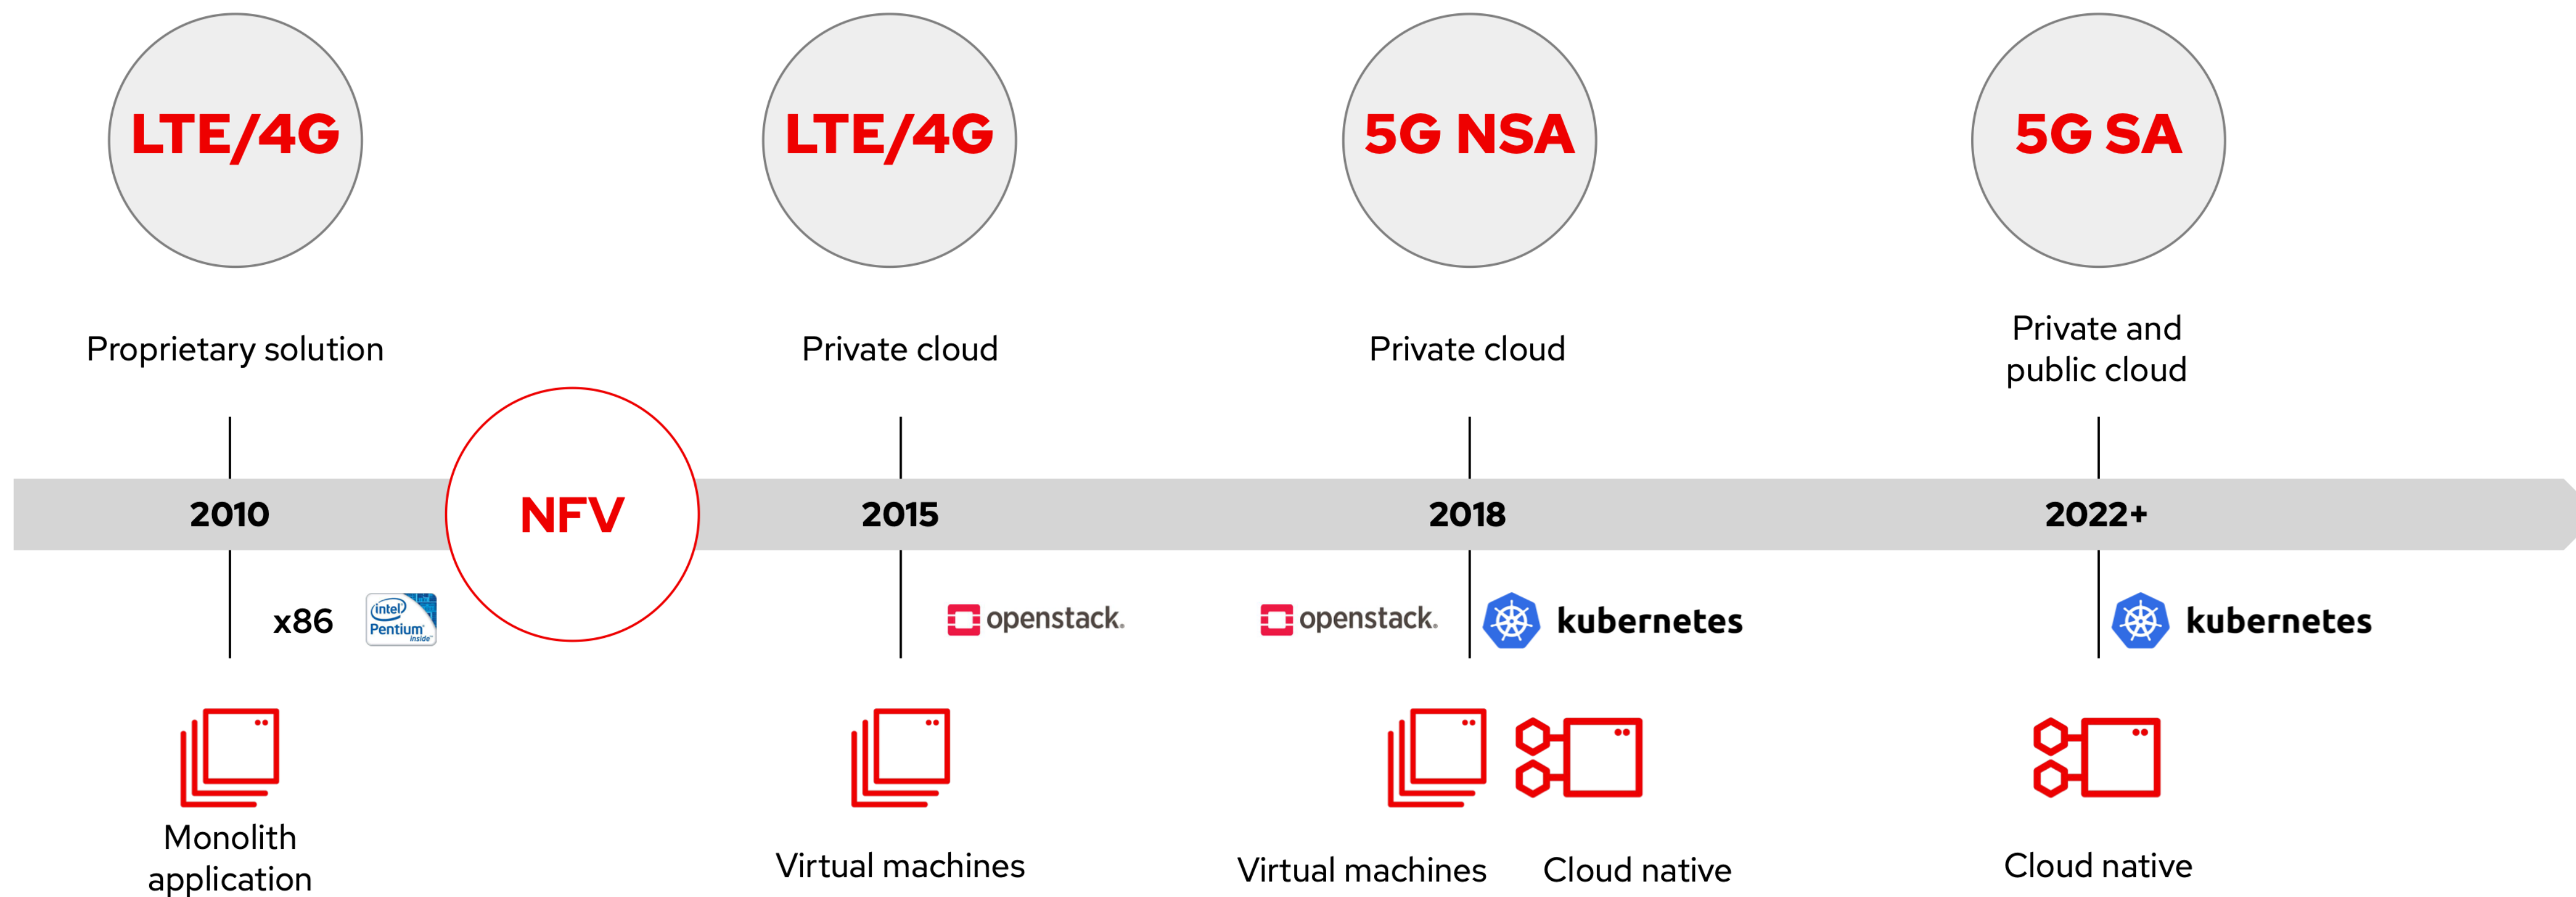 LTE/4G
LTE/4G
5G NSA
5G SA
Proprietary solution
Private cloud
Private cloud
Private and
public cloud
NFV
2010
2015
2018
2022+
x86
intel
Pentium
inside™
openstack.
openstack.
kubernetes
kubernetes
Monolith
application
Virtual machines
Virtual machines
Cloud native
Cloud native